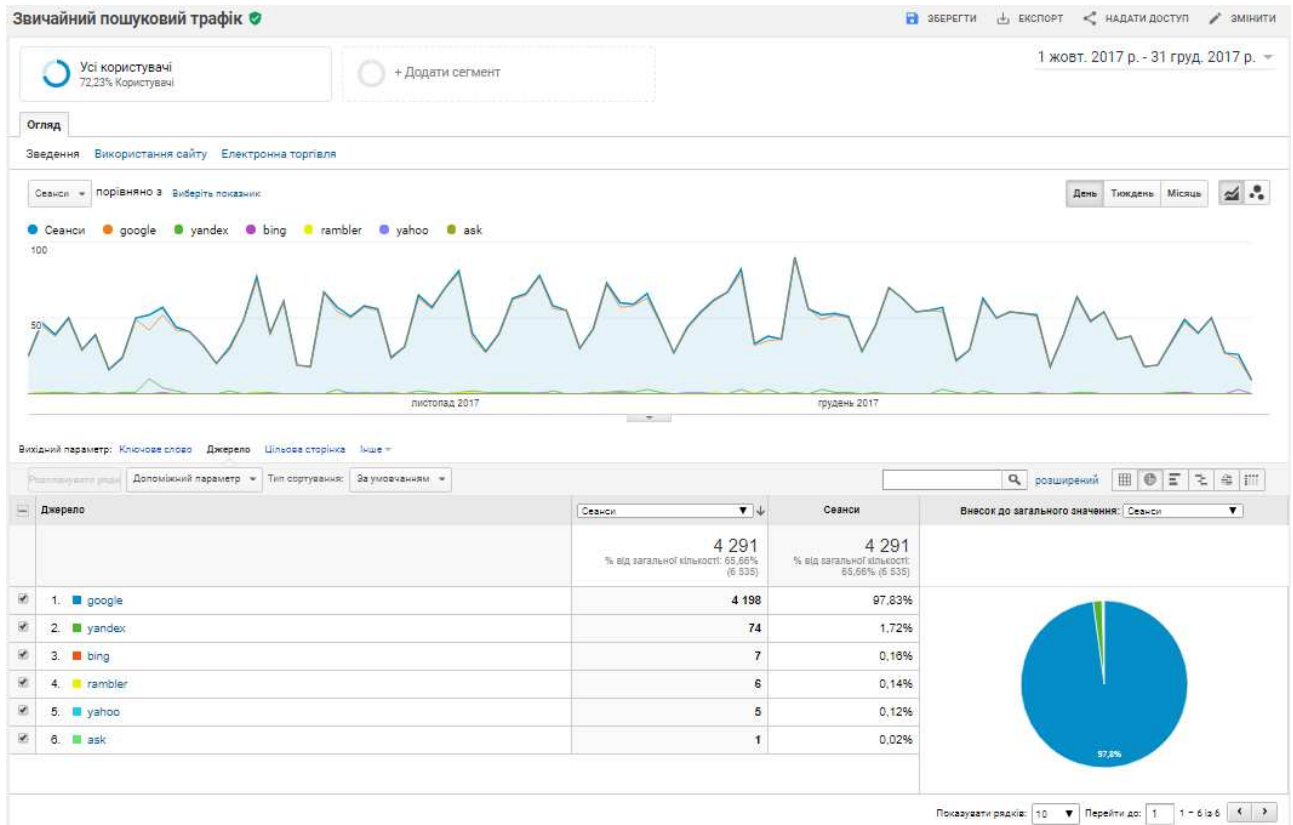 Звичайний пошуковий трафік
ЗБЕРЕГТИ ЕКСПОРТ НАДАТИ ДОСТУП ЗМІНИТИ
Усі користувачі
72,23% Користувачі
+ Додати сегмент
1 жовт. 2017 р. - 31 груд. 2017 р.
Огляд
Зведення Використання сайту Електронна торгівля
Сеанси порівняно з Виберіть показник
День Тиждень Місяць
Сеанси google yandex bing rambler yahoo ask
100
50
листопад 2017 грудень 2017
Вихідний параметр: Ключове слово Джерело Цільова сторінка Інше
Допоміжний параметр Тип сортування: За умовчанням розширений
Джерело Сеанси Сеанси Внесок до загального значення: Сеанси
4 291 4 291
% від загальної кількості: 65,66% % від загальної кількості:
(6 535) 65,66% (6 535)
1. google 4 198 97,83%
2. yandex 74 1,72%
3. bing 7 0,16%
4. rambler 6 0,14%
5. yahoo 5 0,12%
6. ask 1 0,02%
97,8%
Показувати рядків: 10 Перейти до: 1 1 – 6 із 6